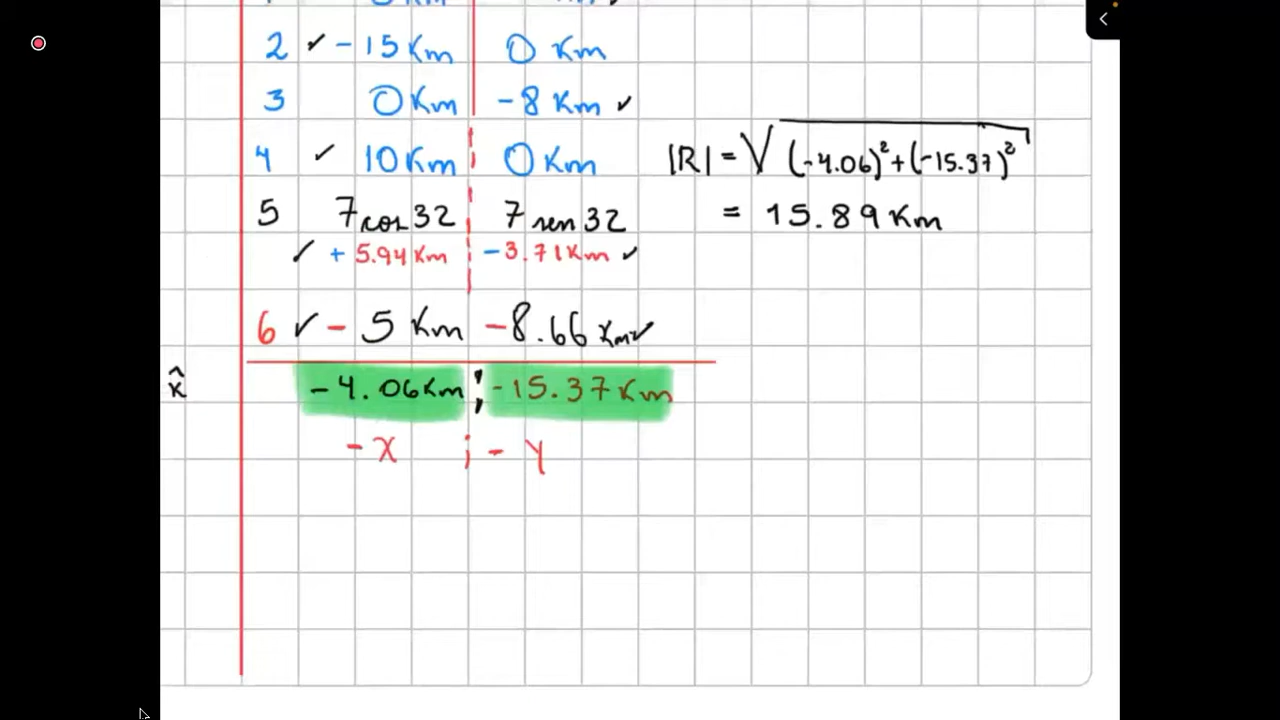 2 ✓ -15 Km 0 Km
3 0 Km -8 Km ✓
4 ✓ 10 Km 0 Km
|R| = √(-4.06)² + (-15.37)²
5 7 cos 32 7 sen 32
= 15.89 Km
✓ + 5.94 Km - 3.71 Km ✓
6 ✓ - 5 Km - 8.66 Km ✓
k̂
- 4.06 Km ; -15.37 Km
- X ; - Y